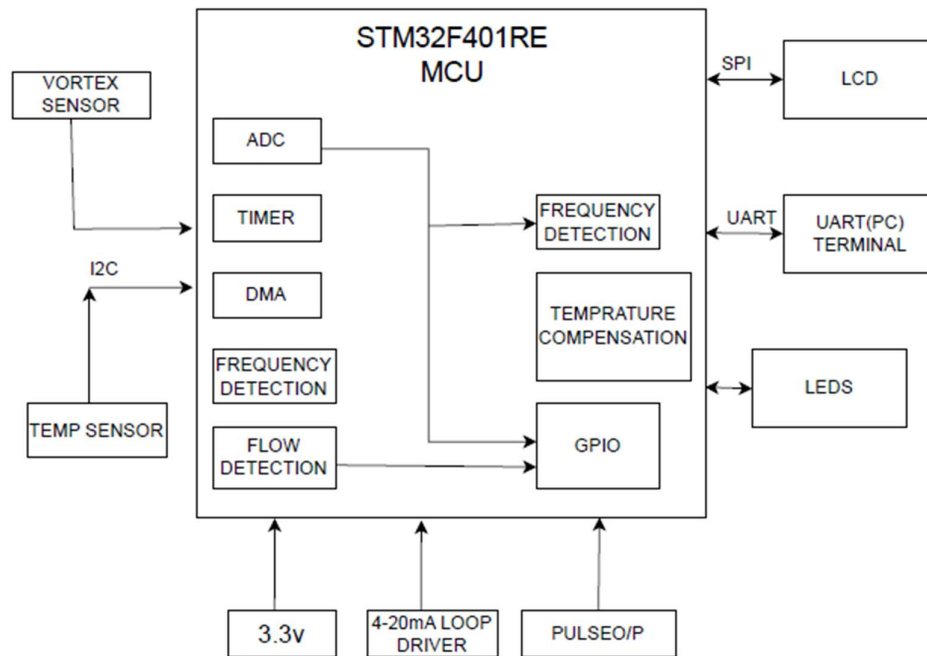 STM32F401RE
MCU
VORTEX
SENSOR
I2C
TEMP SENSOR
ADC
TIMER
DMA
FREQUENCY
DETECTION
FLOW
DETECTION
FREQUENCY
DETECTION
TEMPRATURE
COMPENSATION
GPIO
SPI
LCD
UART
UART(PC)
TERMINAL
LEDS
3.3v
4-20mA LOOP
DRIVER
PULSEO/P